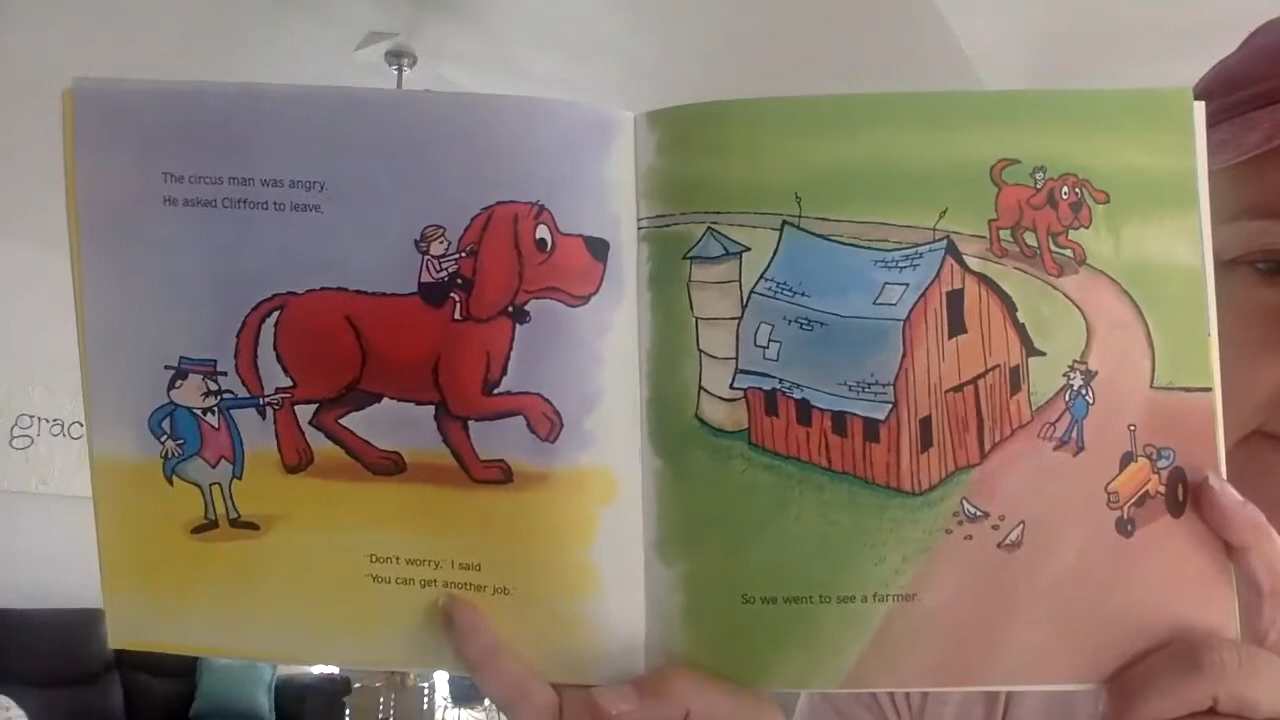 The circus man was angry.
He asked Clifford to leave.
grac
"Don't worry," I said
"You can get another job."
So we went to see a farmer.